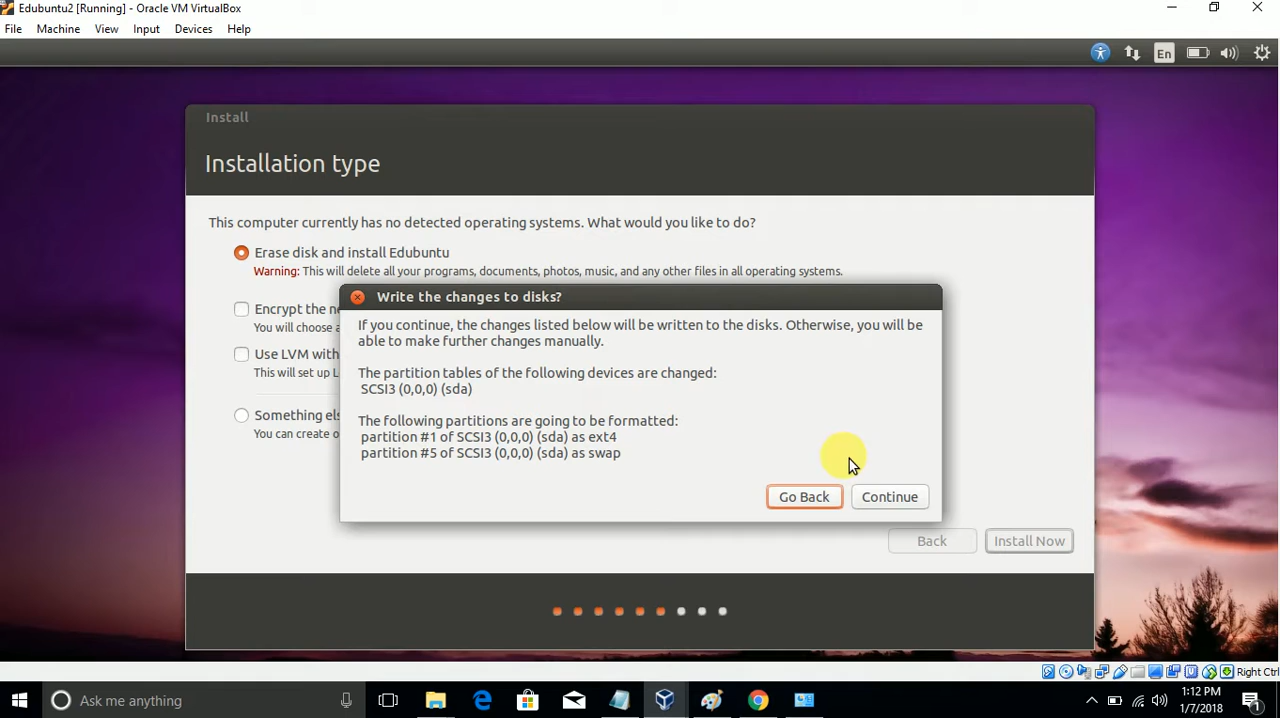 Edubuntu2 [Running] - Oracle VM VirtualBox
File Machine View Input Devices Help
En
Install
Installation type
This computer currently has no detected operating systems. What would you like to do?
Erase disk and install Edubuntu
Warning: This will delete all your programs, documents, photos, music, and any other files in all operating systems.
Encrypt the ne
You will choose a
Use LVM with
This will set up L
Something els
You can create o
Write the changes to disks?
If you continue, the changes listed below will be written to the disks. Otherwise, you will be
able to make further changes manually.
The partition tables of the following devices are changed:
SCSI3 (0,0,0) (sda)
The following partitions are going to be formatted:
partition #1 of SCSI3 (0,0,0) (sda) as ext4
partition #5 of SCSI3 (0,0,0) (sda) as swap
Go Back Continue
Back Install Now
Right Ctrl
Ask me anything
1:12 PM
1/7/2018
1